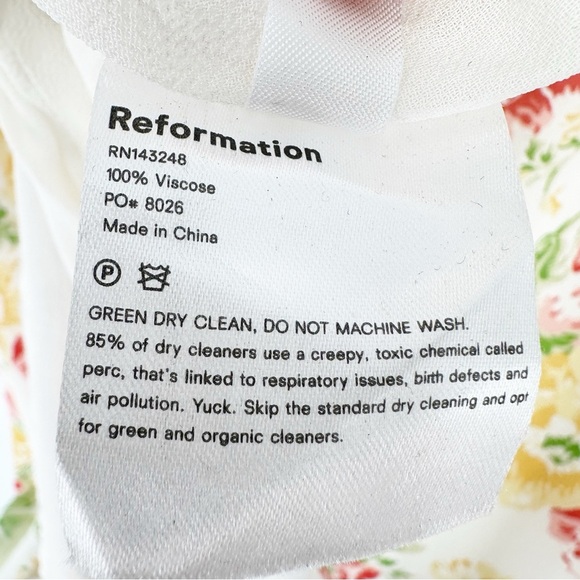 Reformation
RN143248
100% Viscose
PO# 8026
Made in China
P
GREEN DRY CLEAN, DO NOT MACHINE WASH.
85% of dry cleaners use a creepy, toxic chemical called
perc, that's linked to respiratory issues, birth defects and
air pollution. Yuck. Skip the standard dry cleaning and opt
for green and organic cleaners.